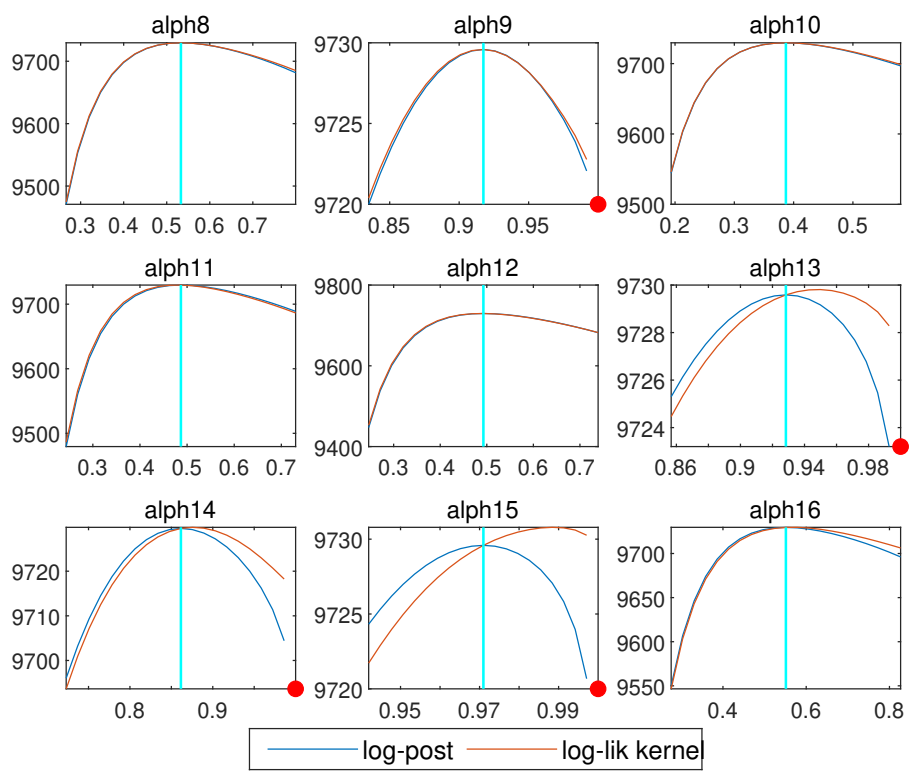 alph8 alph9 alph10
9700 9730 9700
9600 9725 9600
9500 9720 9500
0.3 0.4 0.5 0.6 0.7 0.85 0.9 0.95 0.2 0.3 0.4 0.5
alph11 alph12 alph13
9700 9800 9730
9600 9600 9728
9500 9400 9726
9724
0.3 0.4 0.5 0.6 0.7 0.3 0.4 0.5 0.6 0.7 0.86 0.9 0.94 0.98
alph14 alph15 alph16
9720 9730 9700
9710 9725 9650
9700 9720 9600
9550
0.8 0.9 0.95 0.97 0.99 0.4 0.6 0.8
log-post log-lik kernel